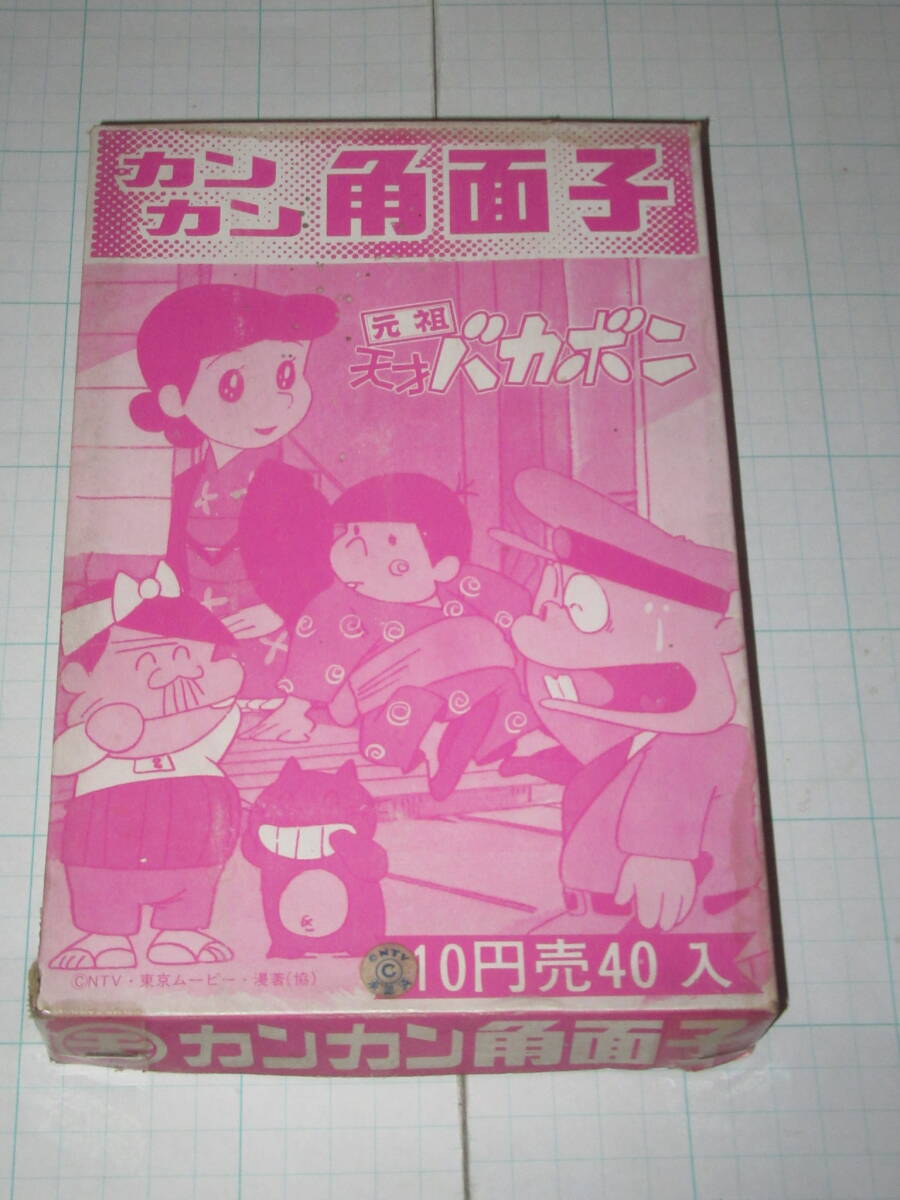 カン
カン 角面子
元祖
天才バカボン
©NTV・東京ムービー・漫著(協)
©NTV
10円売40入
カンカン角面子